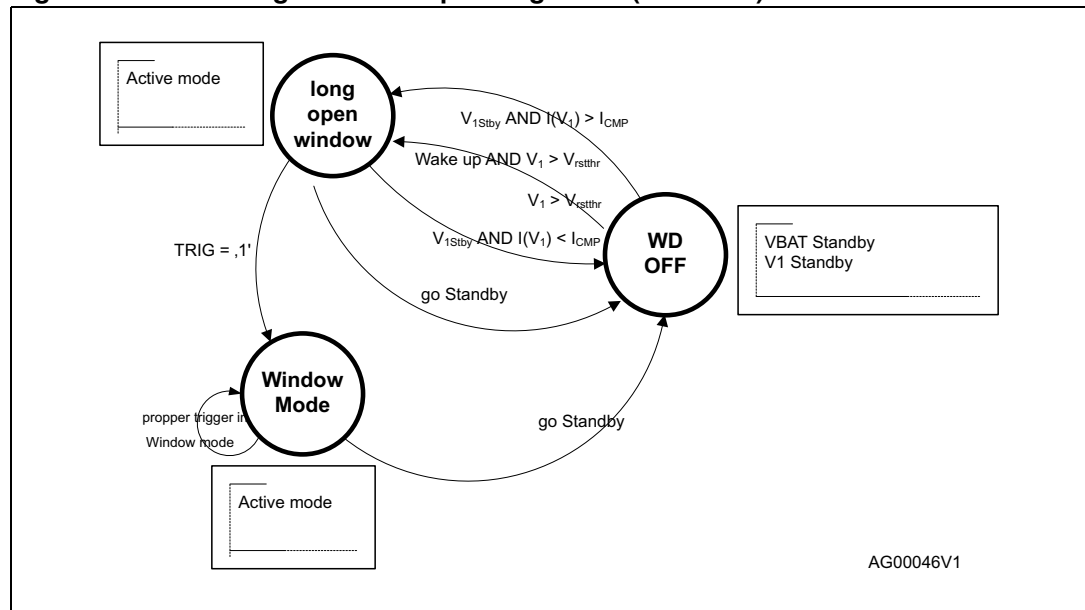 Active mode
long
open
window
V1Stby AND I(V1) > ICMP
Wake up AND V1 > Vrstthr
V1 > Vrstthr
V1Stby AND I(V1) < ICMP
TRIG = ‚1'
go Standby
WD
OFF
VBAT Standby
V1 Standby
Window
Mode
propper trigger in
Window mode
go Standby
Active mode
AG00046V1